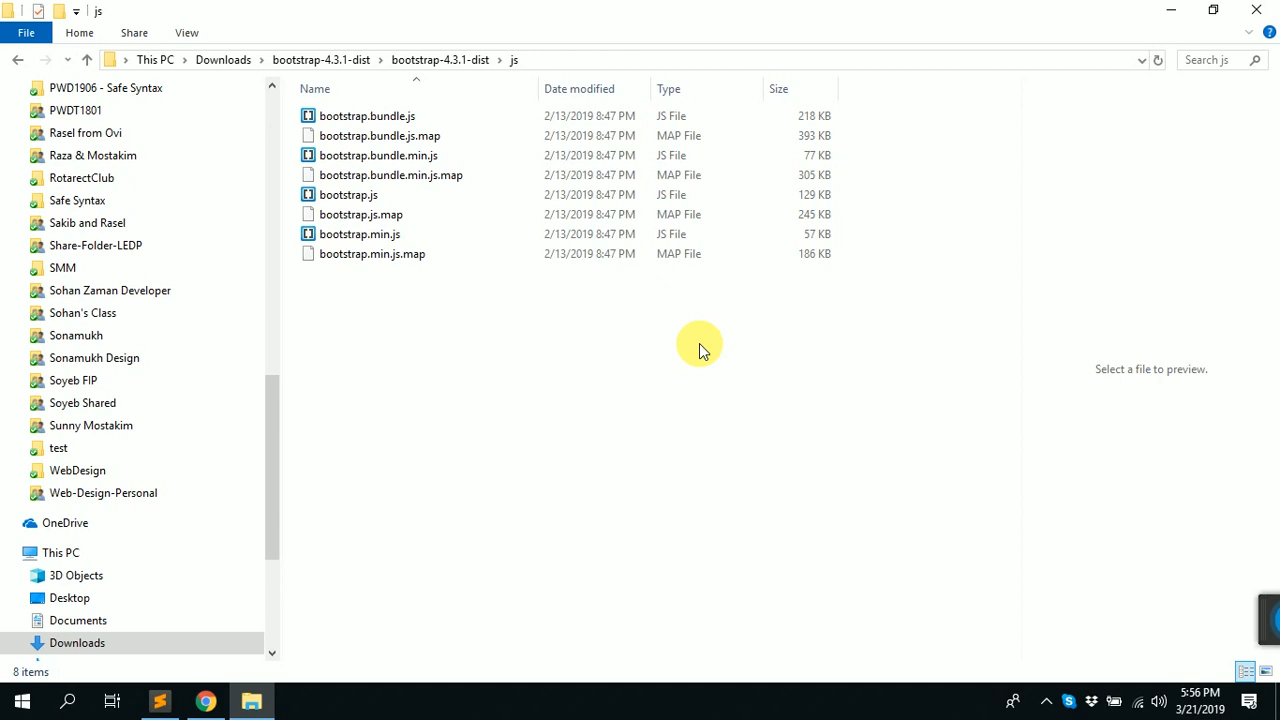 js
File Home Share View
This PC Downloads bootstrap-4.3.1-dist bootstrap-4.3.1-dist js Search js
Name Date modified Type Size
PWD1906 - Safe Syntax
PWDT1801
Rasel from Ovi
Raza & Mostakim
RotarectClub
Safe Syntax
Sakib and Rasel
Share-Folder-LEDP
SMM
Sohan Zaman Developer
Sohan's Class
Sonamukh
Sonamukh Design
Soyeb FIP
Soyeb Shared
Sunny Mostakim
test
WebDesign
Web-Design-Personal
OneDrive
This PC
3D Objects
Desktop
Documents
Downloads
bootstrap.bundle.js 2/13/2019 8:47 PM JS File 218 KB
bootstrap.bundle.js.map 2/13/2019 8:47 PM MAP File 393 KB
bootstrap.bundle.min.js 2/13/2019 8:47 PM JS File 77 KB
bootstrap.bundle.min.js.map 2/13/2019 8:47 PM MAP File 305 KB
bootstrap.js 2/13/2019 8:47 PM JS File 129 KB
bootstrap.js.map 2/13/2019 8:47 PM MAP File 245 KB
bootstrap.min.js 2/13/2019 8:47 PM JS File 57 KB
bootstrap.min.js.map 2/13/2019 8:47 PM MAP File 186 KB
Select a file to preview.
8 items
5:56 PM
3/21/2019